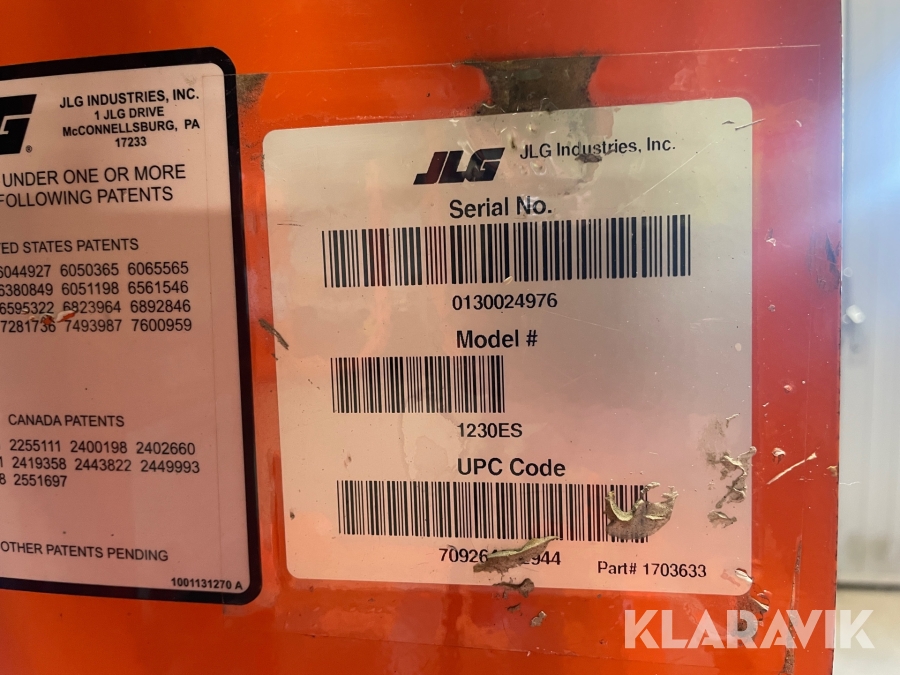 JLG INDUSTRIES, INC.
1 JLG DRIVE
McCONNELLSBURG, PA
17233
G®
UNDER ONE OR MORE
FOLLOWING PATENTS
STATES PATENTS
6044927 6050365 6065565
6380849 6051198 6561546
6595322 6823964 6892846
7281736 7493987 7600959
CANADA PATENTS
2255111 2400198 2402660
2419358 2443822 2449993
2551697
OTHER PATENTS PENDING
1001131270 A
JLG
JLG Industries, Inc.
Serial No.
0130024976
Model #
1230ES
UPC Code
Part# 1703633
KLARAVIK